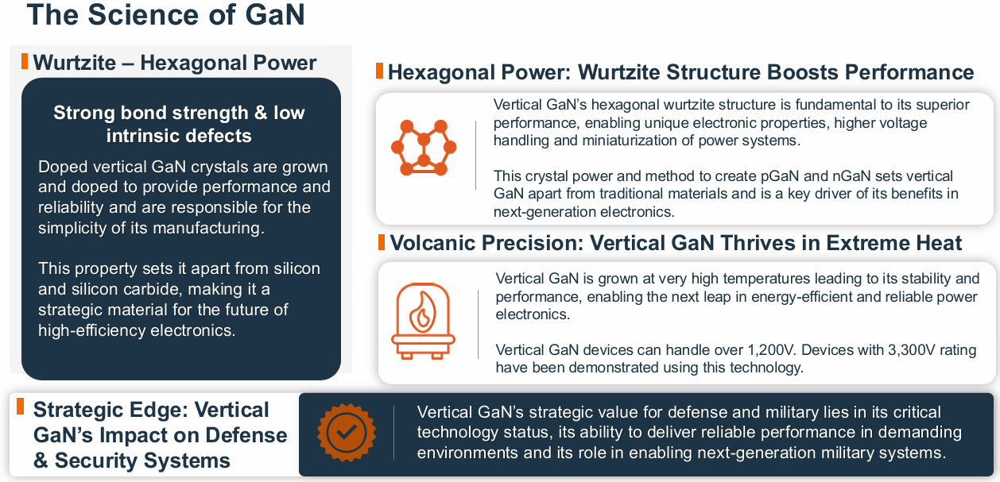 The Science of GaN
Wurtzite – Hexagonal Power
Strong bond strength & low
intrinsic defects
Doped vertical GaN crystals are grown
and doped to provide performance and
reliability and are responsible for the
simplicity of its manufacturing.
This property sets it apart from silicon
and silicon carbide, making it a
strategic material for the future of
high-efficiency electronics.
Hexagonal Power: Wurtzite Structure Boosts Performance
Vertical GaN’s hexagonal wurtzite structure is fundamental to its superior
performance, enabling unique electronic properties, higher voltage
handling and miniaturization of power systems.
This crystal power and method to create pGaN and nGaN sets vertical
GaN apart from traditional materials and is a key driver of its benefits in
next-generation electronics.
Volcanic Precision: Vertical GaN Thrives in Extreme Heat
Vertical GaN is grown at very high temperatures leading to its stability and
performance, enabling the next leap in energy-efficient and reliable power
electronics.
Vertical GaN devices can handle over 1,200V. Devices with 3,300V rating
have been demonstrated using this technology.
Strategic Edge: Vertical
GaN’s Impact on Defense
& Security Systems
Vertical GaN’s strategic value for defense and military lies in its critical
technology status, its ability to deliver reliable performance in demanding
environments and its role in enabling next-generation military systems.